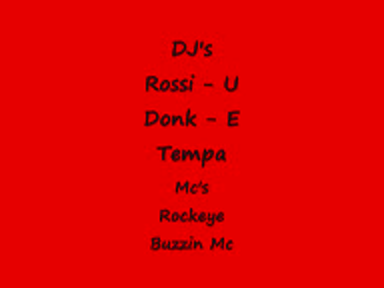 DJ's
Rossi - U
Donk - E
Tempa
Mc's
Rockeye
Buzzin Mc